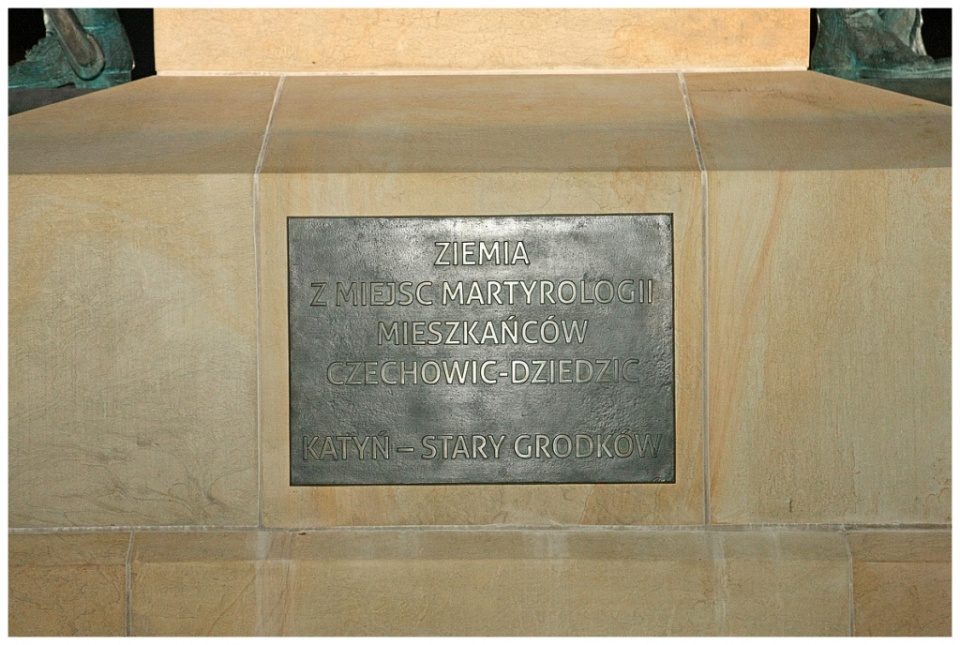 ZIEMIA
Z MIEJSC MARTYROLOGII
MIESZKAŃCÓW
CZECHOWIC-DZIEDZIC
KATYŃ – STARY GRODKÓW